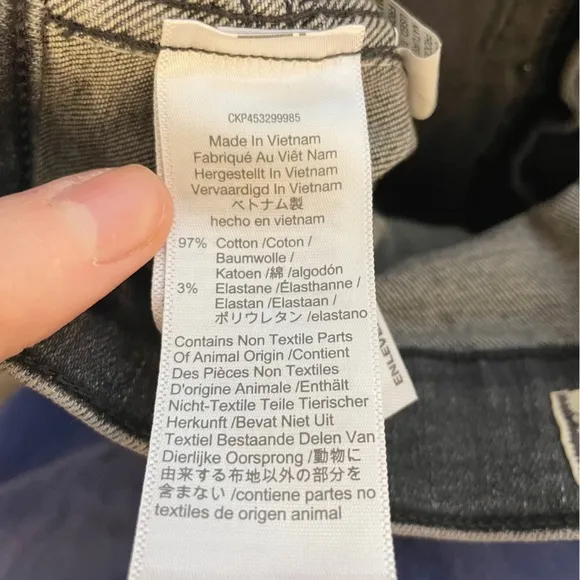 CKP453299985
Made In Vietnam
Fabriqué Au Viêt Nam
Hergestellt In Vietnam
Vervaardigd In Vietnam
ベトナム製
hecho en vietnam
97% Cotton /Coton /
Baumwolle /
Katoen /綿 /algodón
3% Elastane /Élasthanne /
Elastan /Elastaan /
ポリウレタン /elastano
Contains Non Textile Parts
Of Animal Origin /Contient
Des Pièces Non Textiles
D'origine Animale /Enthält
Nicht-Textile Teile Tierischer
Herkunft /Bevat Niet Uit
Textiel Bestaande Delen Van
Dierlijke Oorsprong /動物に
由来する布地以外の部分を
含まない /contiene partes no
textiles de origen animal
ENLEVE